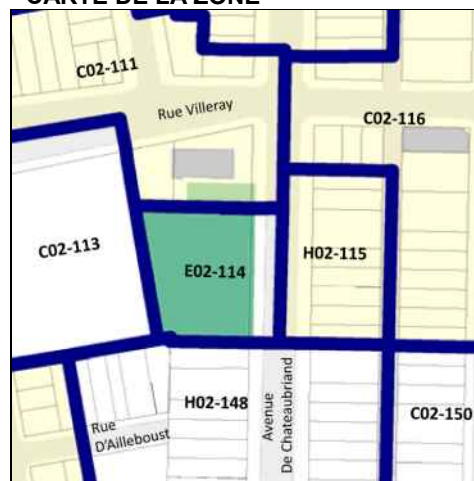 CARTE DE LA ZONE
C02-111
Rue Villeray
C02-116
C02-113
E02-114
H02-115
H02-148
Rue
D'Ailleboust
Avenue
De Chateaubriand
C02-150